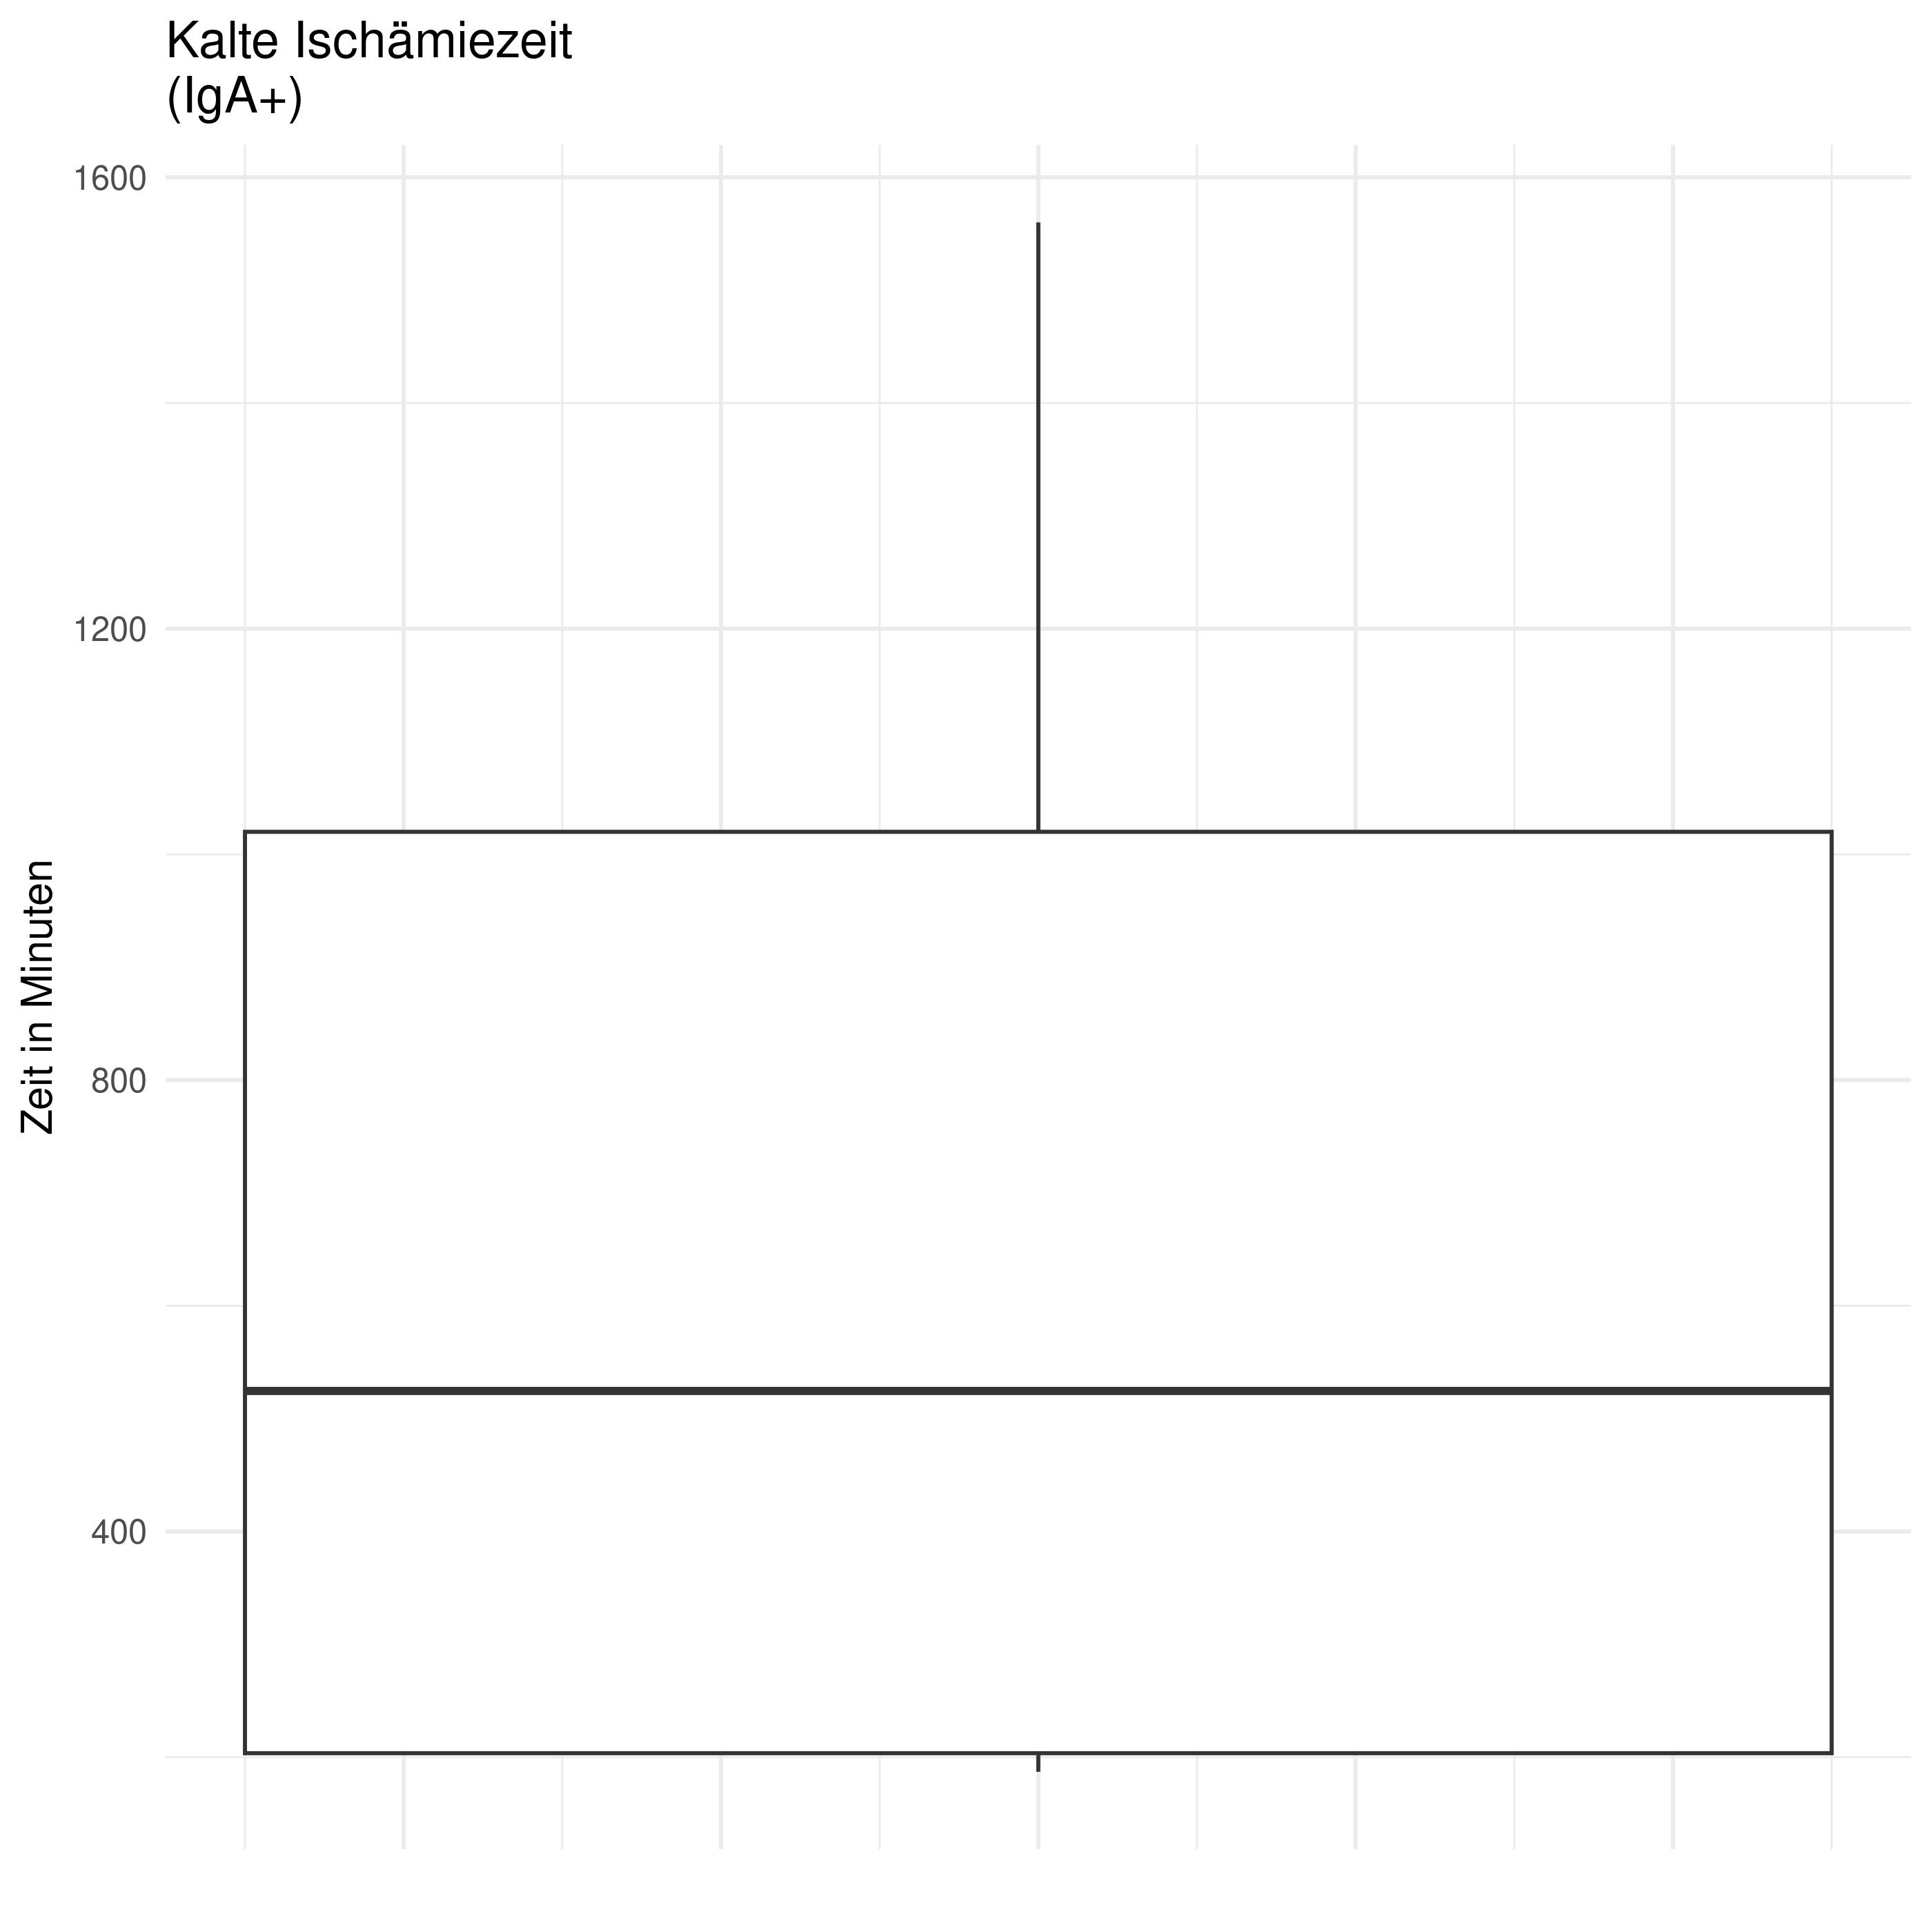 Kalte Ischämiezeit
(IgA+)
1600
1200
800
400
Zeit in Minuten